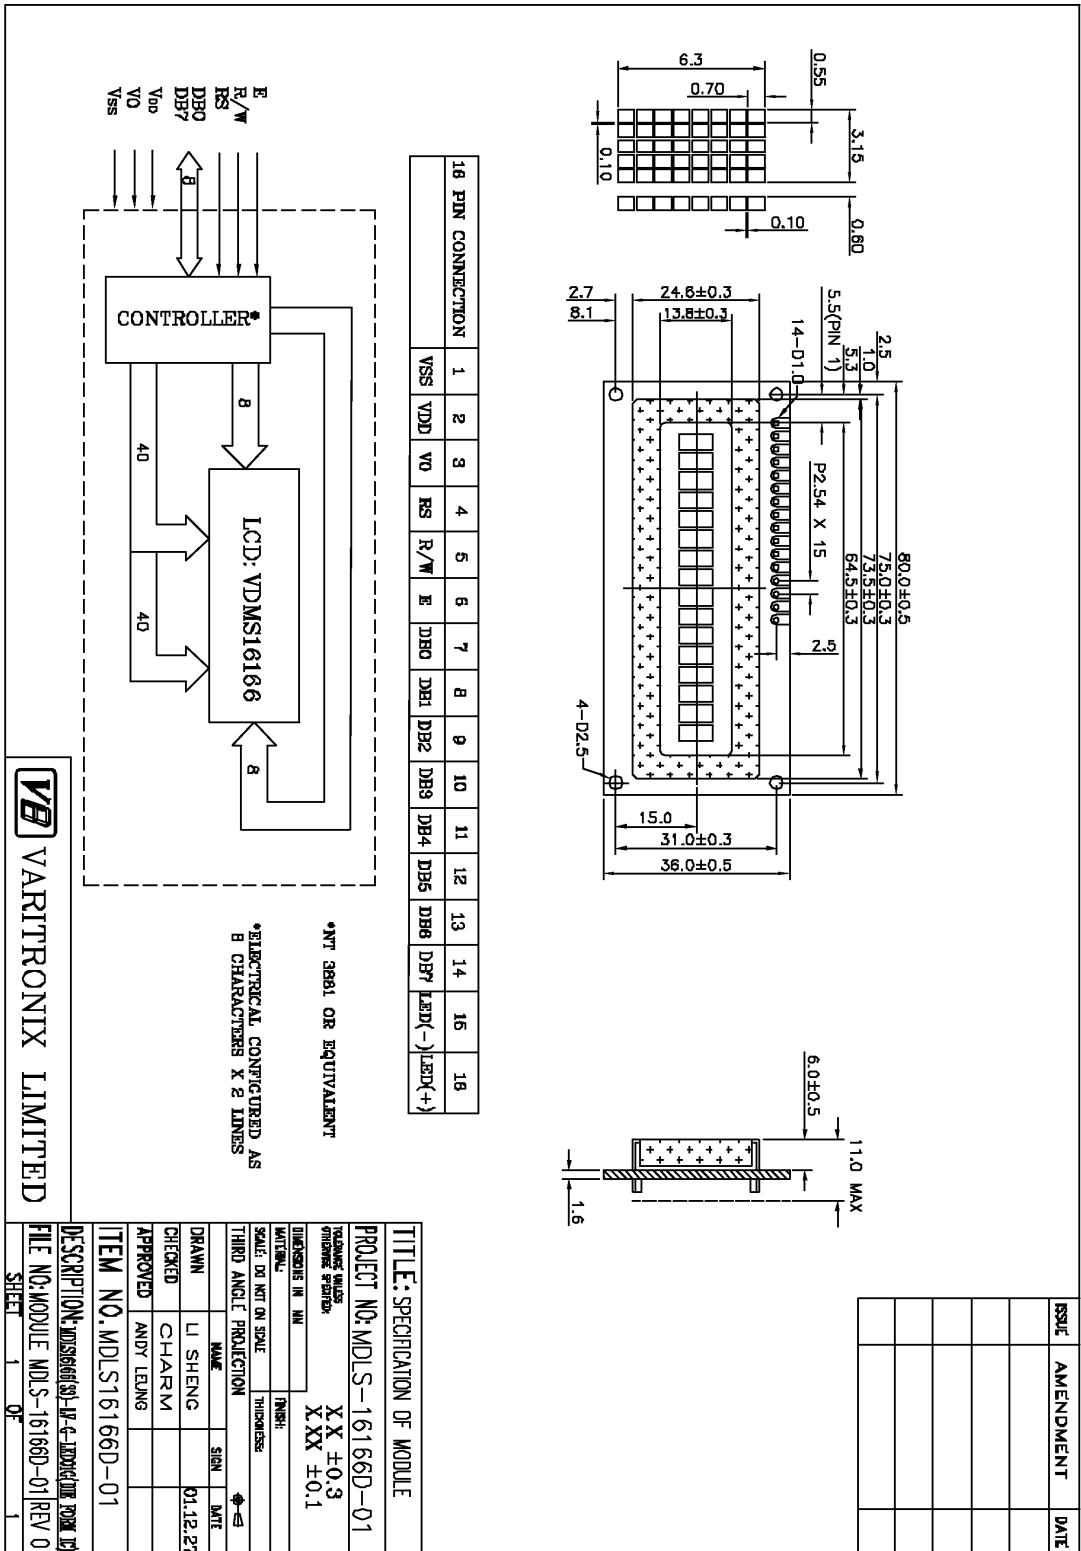 ISSUE AMENDMENT DATE
6.3
0.70
0.55
3.15
0.10
0.10
0.60
2.7
8.1
24.6±0.3
13.8±0.3
5.5(PIN 1)
14-D1.0
2.5
1.0
5.3
P2.54 X 15
80.0±0.5
75.0±0.3
73.5±0.3
64.5±0.3
2.5
4-D2.5
15.0
31.0±0.3
36.0±0.5
6.0±0.5
11.0 MAX
1.6
16 PIN CONNECTION 1 2 3 4 5 6 7 8 9 10 11 12 13 14 15 16
VSS VDD V0 RS R/W E DB0 DB1 DB2 DB3 DB4 DB5 DB6 DB7 LED(-) LED(+)
E
R/W
RS
DB0
DB7
VDD
V0
VSS
8
CONTROLLER*
8
40
40
LCD: VDMS16166
8
*NT 3881 OR EQUIVALENT
*ELECTRICAL CONFIGURED AS
8 CHARACTERS X 2 LINES
VARITRONIX LIMITED
TITLE: SPECIFICATION OF MODULE
PROJECT NO: MDLS-16166D-01
TOLERANCE UNLESS
OTHERWISE SPECIFIED:
X.X ±0.3
X.XX ±0.1
DIMENSIONS IN MM
MATERIAL: FINISH:
SCALE: DO NOT ON SCALE THICKNESS:
THIRD ANGLE PROJECTION
NAME SIGN DATE
DRAWN LI SHENG 01.12.27
CHECKED CHARM
APPROVED ANDY LEUNG
ITEM NO. MDLS16166D-01
DESCRIPTION:
FILE NO: MODULE MDLS-16166D-01 REV 0
SHEET 1 OF 1